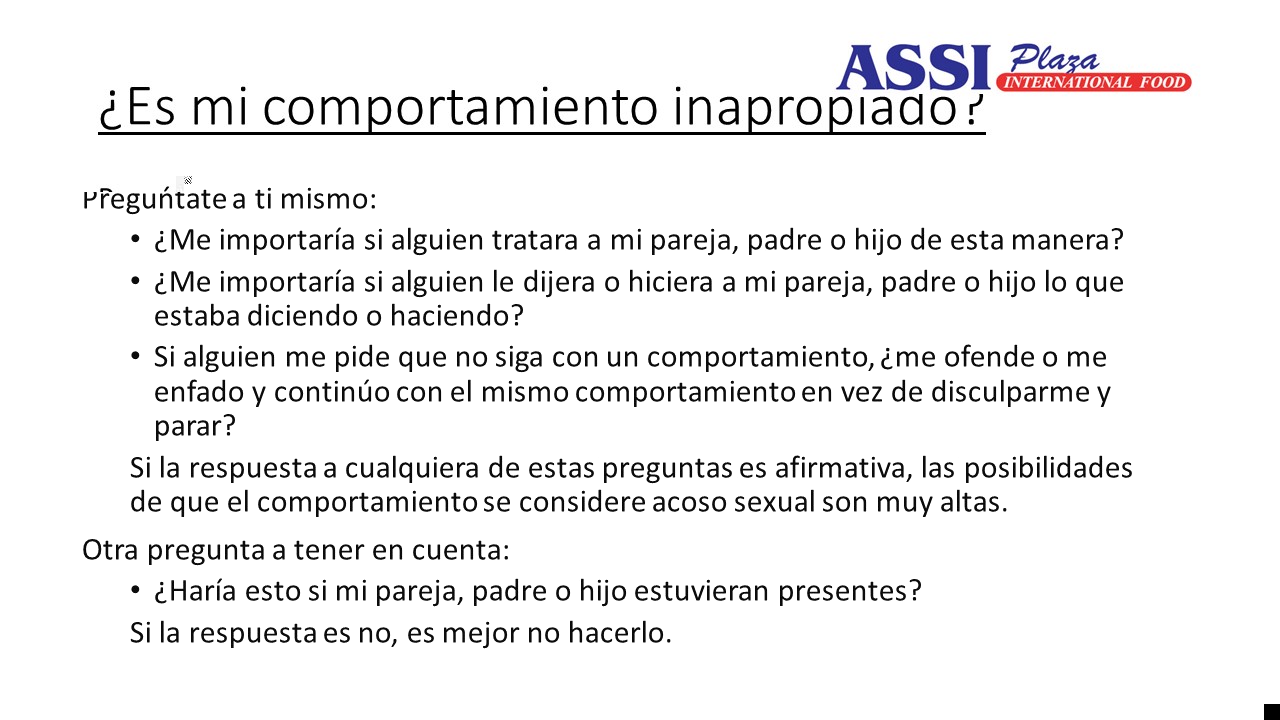 ASSI Plaza
INTERNATIONAL FOOD
¿Es mi comportamiento inapropiado?
Preguntate a ti mismo:
• ¿Me importaría si alguien tratara a mi pareja, padre o hijo de esta manera?
• ¿Me importaría si alguien le dijera o hiciera a mi pareja, padre o hijo lo que
estaba diciendo o haciendo?
• Si alguien me pide que no siga con un comportamiento, ¿me ofende o me
enfado y continúo con el mismo comportamiento en vez de disculparme y
parar?
Si la respuesta a cualquiera de estas preguntas es afirmativa, las posibilidades
de que el comportamiento se considere acoso sexual son muy altas.
Otra pregunta a tener en cuenta:
• ¿Haría esto si mi pareja, padre o hijo estuvieran presentes?
Si la respuesta es no, es mejor no hacerlo.